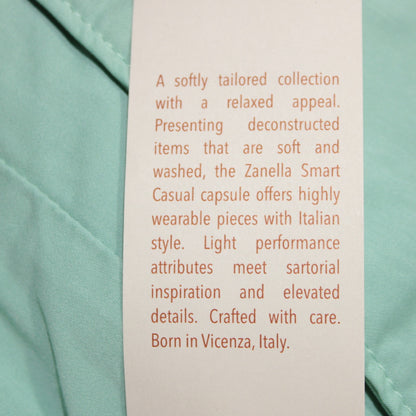 A softly tailored collection
with a relaxed appeal.
Presenting deconstructed
items that are soft and
washed, the Zanella Smart
Casual capsule offers highly
wearable pieces with Italian
style. Light performance
attributes meet sartorial
inspiration and elevated
details. Crafted with care.
Born in Vicenza, Italy.